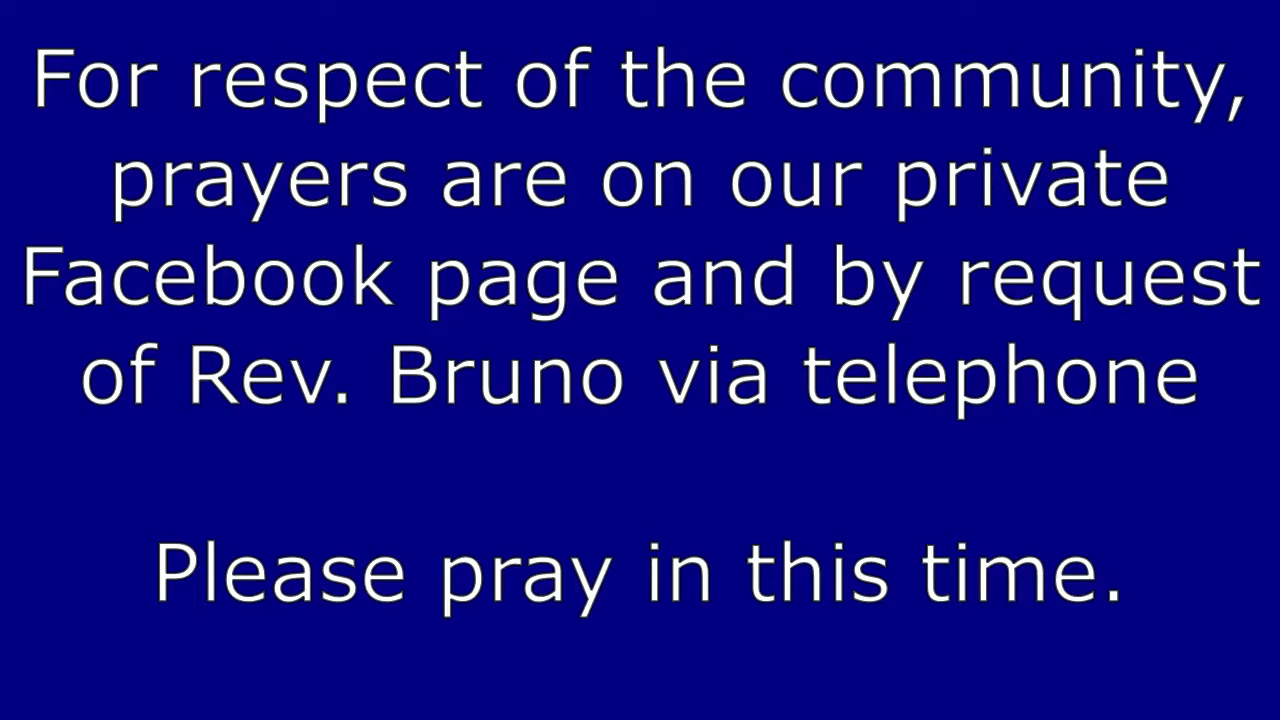 For respect of the community,
prayers are on our private
Facebook page and by request
of Rev. Bruno via telephone
Please pray in this time.